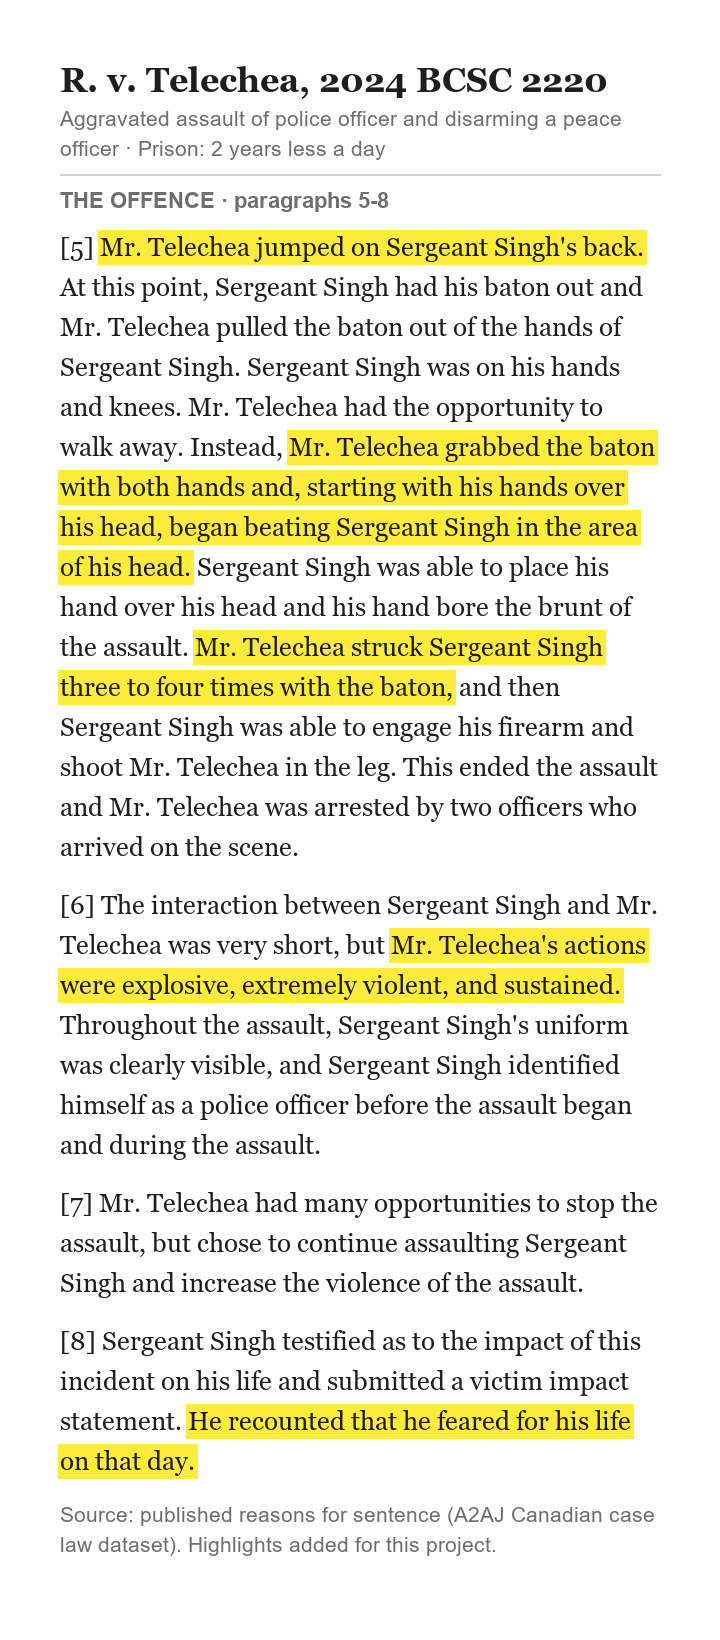 R. v. Telechea, 2024 BCSC 2220
Aggravated assault of police officer and disarming a peace
officer · Prison: 2 years less a day
THE OFFENCE · paragraphs 5-8
[5] Mr. Telechea jumped on Sergeant Singh's back.
At this point, Sergeant Singh had his baton out and
Mr. Telechea pulled the baton out of the hands of
Sergeant Singh. Sergeant Singh was on his hands
and knees. Mr. Telechea had the opportunity to
walk away. Instead, Mr. Telechea grabbed the baton
with both hands and, starting with his hands over
his head, began beating Sergeant Singh in the area
of his head. Sergeant Singh was able to place his
hand over his head and his hand bore the brunt of
the assault. Mr. Telechea struck Sergeant Singh
three to four times with the baton, and then
Sergeant Singh was able to engage his firearm and
shoot Mr. Telechea in the leg. This ended the assault
and Mr. Telechea was arrested by two officers who
arrived on the scene.
[6] The interaction between Sergeant Singh and Mr.
Telechea was very short, but Mr. Telechea's actions
were explosive, extremely violent, and sustained.
Throughout the assault, Sergeant Singh's uniform
was clearly visible, and Sergeant Singh identified
himself as a police officer before the assault began
and during the assault.
[7] Mr. Telechea had many opportunities to stop the
assault, but chose to continue assaulting Sergeant
Singh and increase the violence of the assault.
[8] Sergeant Singh testified as to the impact of this
incident on his life and submitted a victim impact
statement. He recounted that he feared for his life
on that day.
Source: published reasons for sentence (A2AJ Canadian case
law dataset). Highlights added for this project.